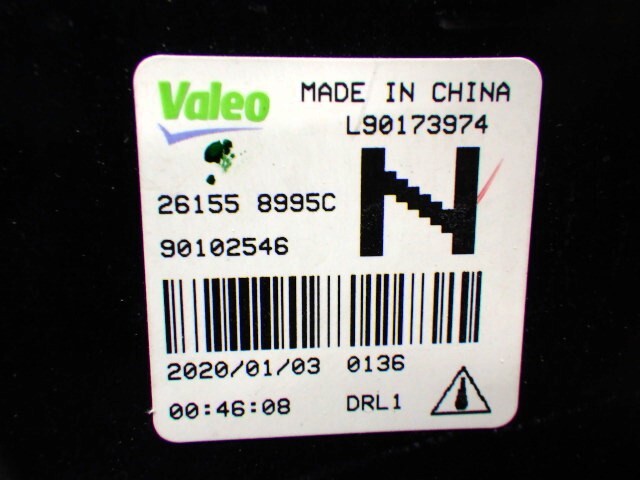 Valeo MADE IN CHINA
L90173974
N
26155 8995C
90102546
2020/01/03 0136
00:46:08 DRL1